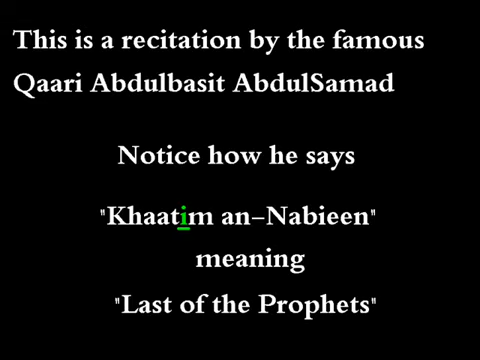 This is a recitation by the famous
Qaari Abdulbasit AbdulSamad
Notice how he says
"Khaatim an-Nabieen"
meaning
"Last of the Prophets"